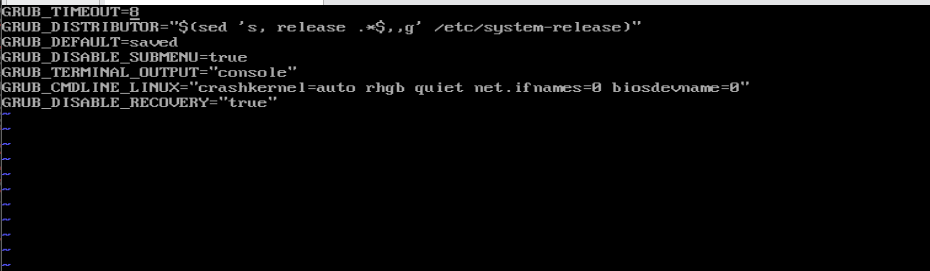 GRUB_TIMEOUT=8
GRUB_DISTRIBUTOR="$(sed 's, release .*$,,g' /etc/system-release)"
GRUB_DEFAULT=saved
GRUB_DISABLE_SUBMENU=true
GRUB_TERMINAL_OUTPUT="console"
GRUB_CMDLINE_LINUX="crashkernel=auto rhgb quiet net.ifnames=0 biosdevname=0"
GRUB_DISABLE_RECOVERY="true"
~
~
~
~
~
~
~
~
~
~
~